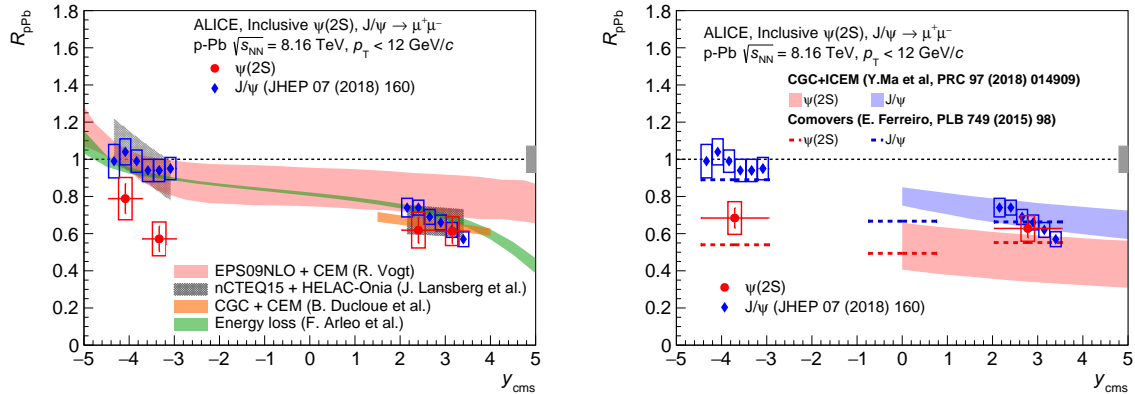 R_pPb
ALICE, Inclusive ψ(2S), J/ψ → μ⁺μ⁻
p-Pb √s_NN = 8.16 TeV, p_T < 12 GeV/c
ψ(2S)
J/ψ (JHEP 07 (2018) 160)
1.8
1.6
1.4
1.2
1
0.8
0.6
0.4
0.2
0
EPS09NLO + CEM (R. Vogt)
nCTEQ15 + HELAC-Onia (J. Lansberg et al.)
CGC + CEM (B. Ducloue et al.)
Energy loss (F. Arleo et al.)
−5 −4 −3 −2 −1 0 1 2 3 4 5
y_cms
R_pPb
ALICE, Inclusive ψ(2S), J/ψ → μ⁺μ⁻
p-Pb √s_NN = 8.16 TeV, p_T < 12 GeV/c
CGC+ICEM (Y.Ma et al, PRC 97 (2018) 014909)
ψ(2S) J/ψ
Comovers (E. Ferreiro, PLB 749 (2015) 98)
ψ(2S) J/ψ
1.8
1.6
1.4
1.2
1
0.8
0.6
0.4
0.2
0
ψ(2S)
J/ψ (JHEP 07 (2018) 160)
−5 −4 −3 −2 −1 0 1 2 3 4 5
y_cms